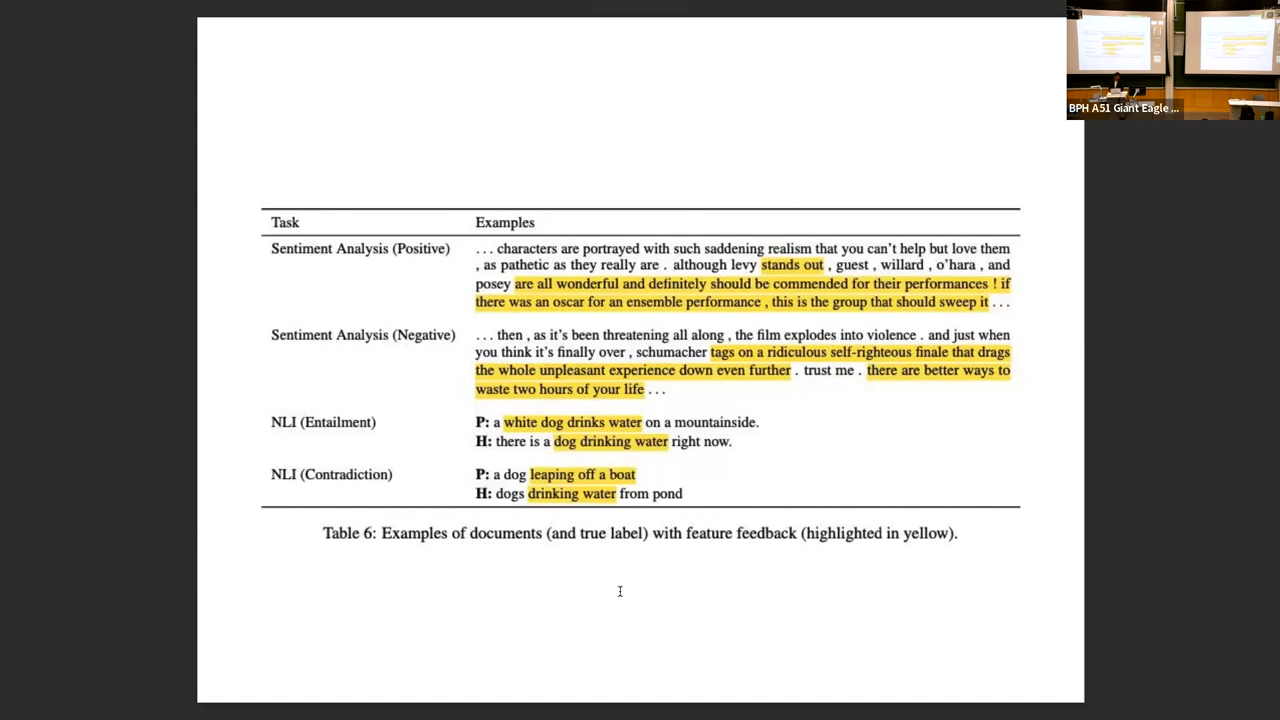 BPH A51 Giant Eagle ...
Task Examples
Sentiment Analysis (Positive) . . . characters are portrayed with such saddening realism that you can't help but love them
, as pathetic as they really are . although levy stands out , guest , willard , o'hara , and
posey are all wonderful and definitely should be commended for their performances ! if
there was an oscar for an ensemble performance , this is the group that should sweep it . . .
Sentiment Analysis (Negative) . . . then , as it's been threatening all along , the film explodes into violence . and just when
you think it's finally over , schumacher tags on a ridiculous self-righteous finale that drags
the whole unpleasant experience down even further . trust me . there are better ways to
waste two hours of your life . . .
NLI (Entailment) P: a white dog drinks water on a mountainside.
H: there is a dog drinking water right now.
NLI (Contradiction) P: a dog leaping off a boat
H: dogs drinking water from pond
Table 6: Examples of documents (and true label) with feature feedback (highlighted in yellow).